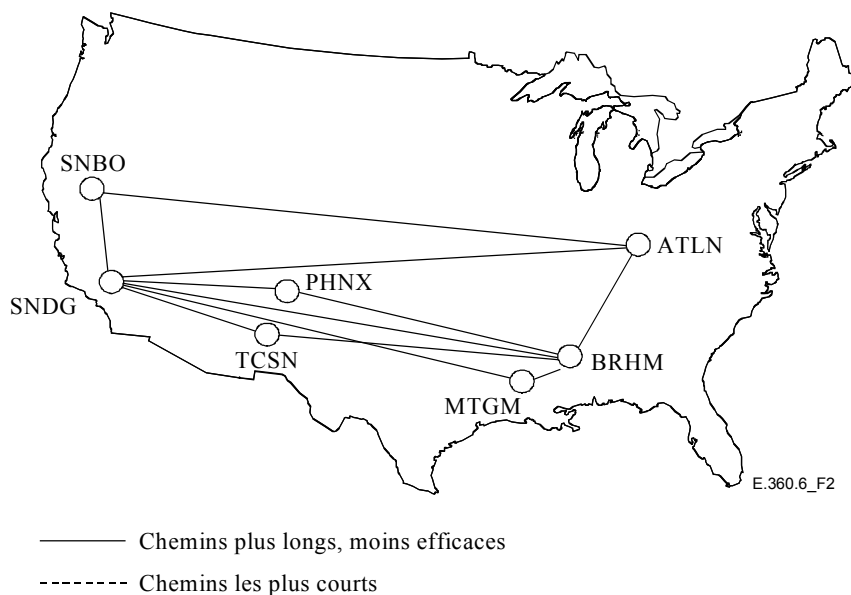 SNBO
ATLN
PHNX
SNDG
TCSN
BRHM
MTGM
E.360.6_F2
Chemins plus longs, moins efficaces
Chemins les plus courts